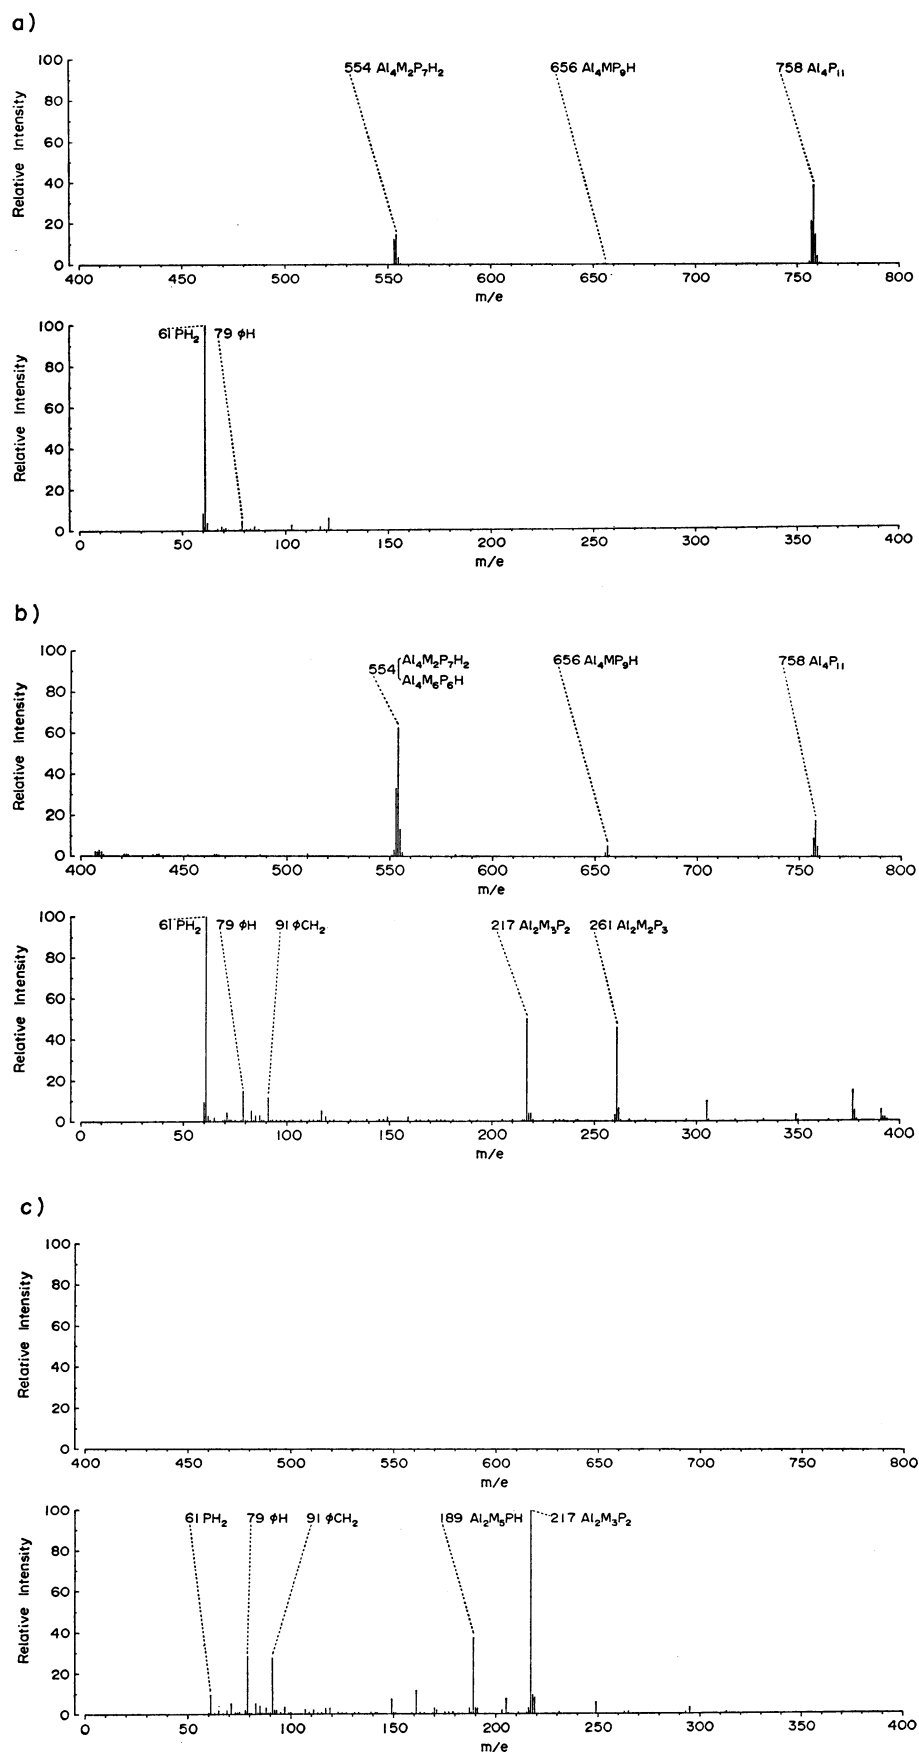 a)
554 Al₄M₂P₇H₂ 656 Al₄MP₉H 758 Al₄P₁₁
Relative Intensity
100
80
60
40
20
0
400 450 500 550 600 650 700 750 800
m/e
61 PH₂ 79 φH
Relative Intensity
100
80
60
40
20
0
0 50 100 150 200 250 300 350 400
m/e
b)
554 { Al₄M₂P₇H₂ 656 Al₄MP₉H 758 Al₄P₁₁
Al₄M₆P₆H
Relative Intensity
100
80
60
40
20
0
400 450 500 550 600 650 700 750 800
m/e
61 PH₂ 79 φH 91 φCH₂ 217 Al₂M₃P₂ 261 Al₂M₂P₃
Relative Intensity
100
80
60
40
20
0
0 50 100 150 200 250 300 350 400
m/e
c)
Relative Intensity
100
80
60
40
20
0
400 450 500 550 600 650 700 750 800
m/e
61 PH₂ 79 φH 91 φCH₂ 189 Al₂M₅PH 217 Al₂M₃P₂
Relative Intensity
100
80
60
40
20
0
0 50 100 150 200 250 300 350 400
m/e